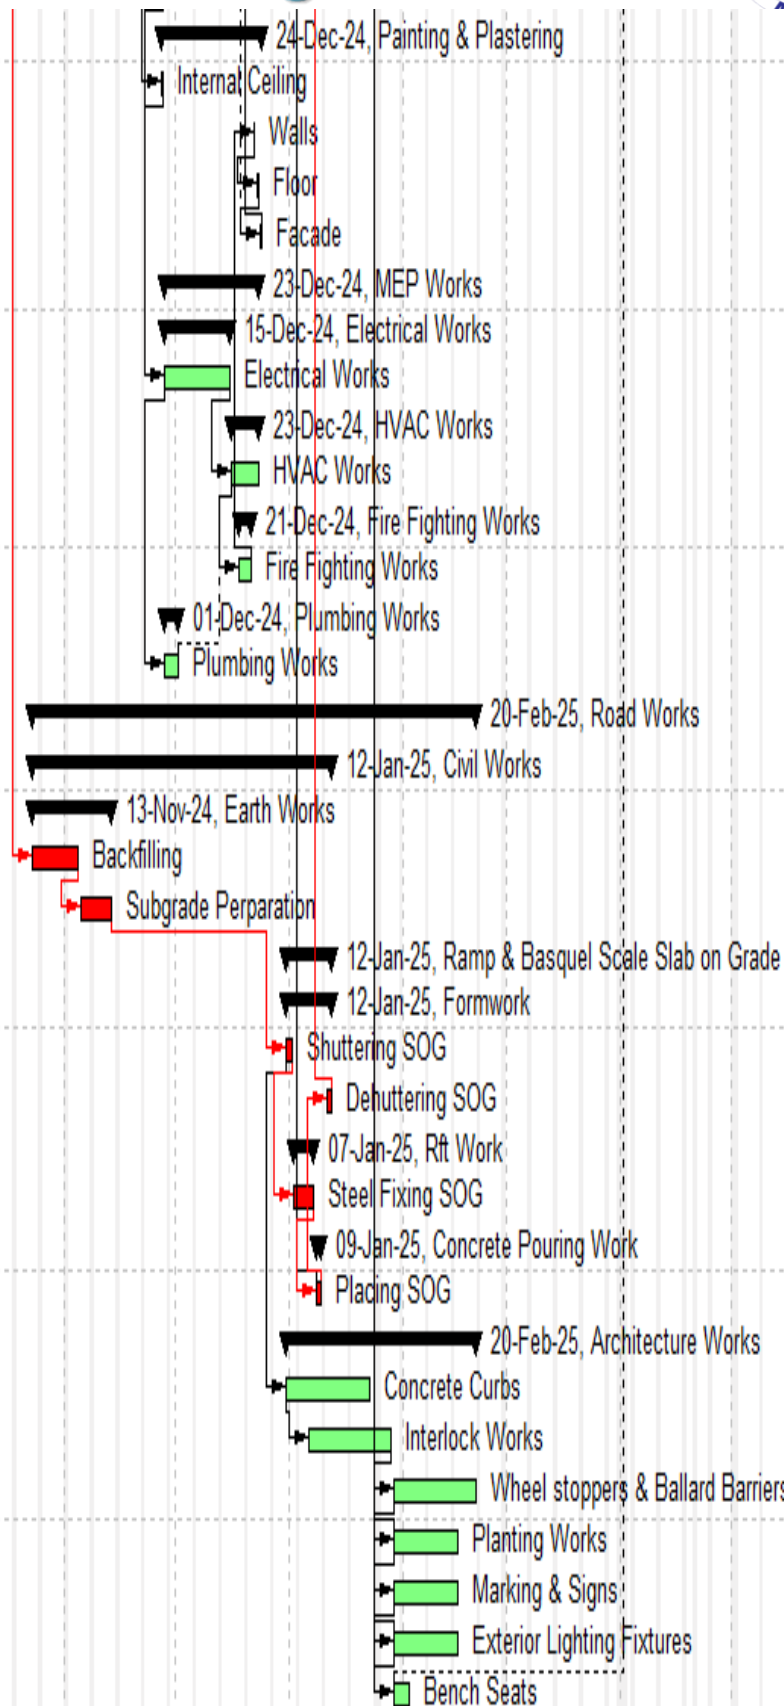 24-Dec-24, Painting & Plastering
Internal Ceiling
Walls
Floor
Facade
23-Dec-24, MEP Works
15-Dec-24, Electrical Works
Electrical Works
23-Dec-24, HVAC Works
HVAC Works
21-Dec-24, Fire Fighting Works
Fire Fighting Works
01-Dec-24, Plumbing Works
Plumbing Works
20-Feb-25, Road Works
12-Jan-25, Civil Works
13-Nov-24, Earth Works
Backfilling
Subgrade Perparation
12-Jan-25, Ramp & Basquel Scale Slab on Grade
12-Jan-25, Formwork
Shuttering SOG
Dehuttering SOG
07-Jan-25, Rft Work
Steel Fixing SOG
09-Jan-25, Concrete Pouring Work
Placing SOG
20-Feb-25, Architecture Works
Concrete Curbs
Interlock Works
Wheel stoppers & Ballard Barriers
Planting Works
Marking & Signs
Exterior Lighting Fixtures
Bench Seats